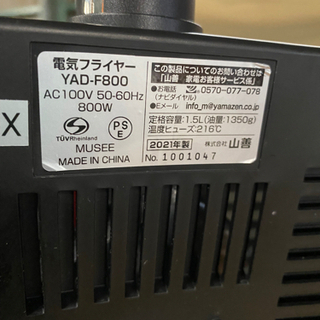 電気フライヤー
YAD-F800
AC100V 50-60Hz
800W
TÜVRheinland
PS
E
MUSEE
MADE IN CHINA
この製品についてのお問い合わせは
「山善 家電お客様サービス係」
●お電話 0570-077-078
(ナビダイヤル)
●Eメール info_m@yamazen.co.jp
定格容量:1.5L(油量:1350g)
温度ヒューズ:216℃
2021年製 株式会社 山善
No. 1001047
X